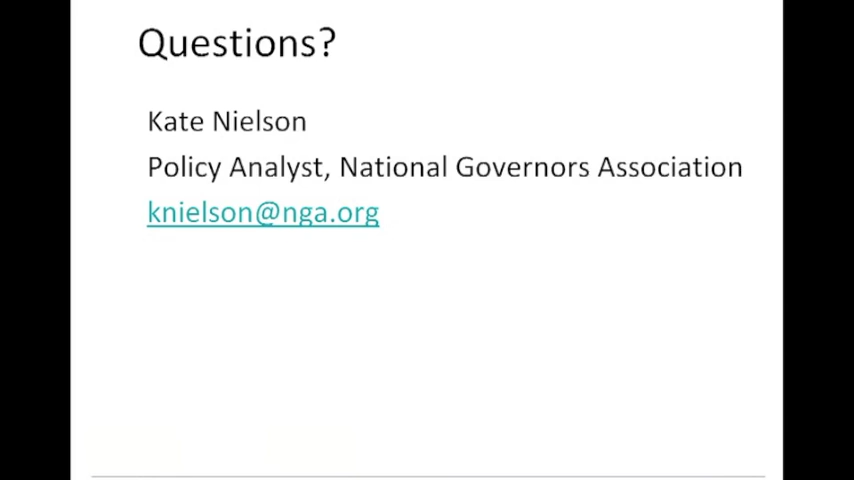 Questions?
Kate Nielson
Policy Analyst, National Governors Association
knielson@nga.org